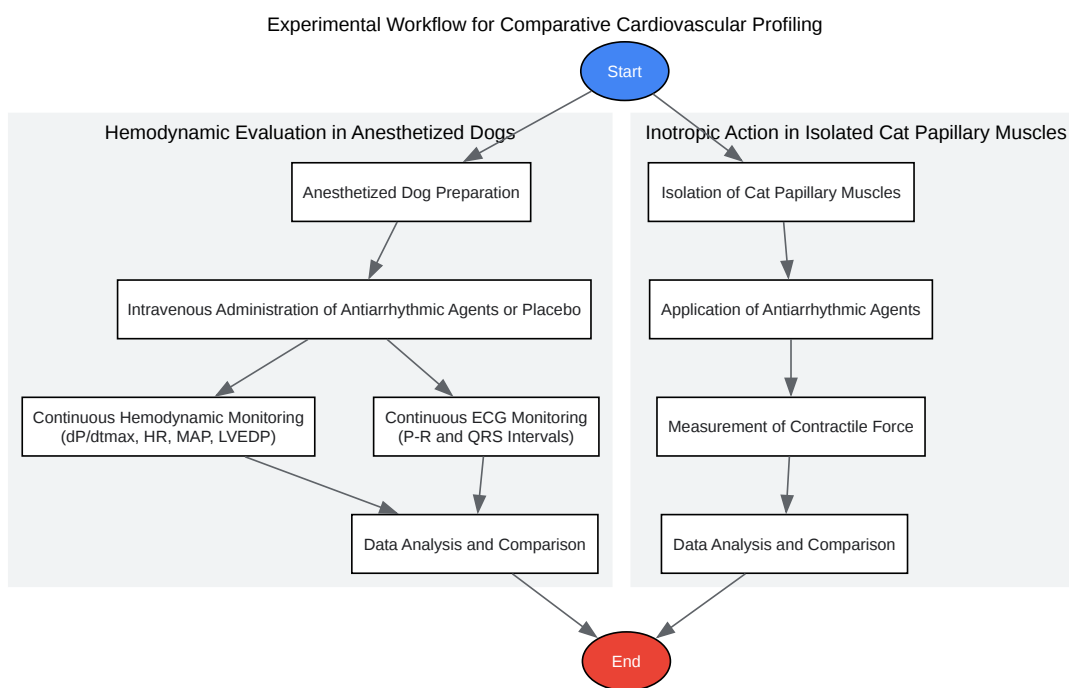 Experimental Workflow for Comparative Cardiovascular Profiling
Start
Hemodynamic Evaluation in Anesthetized Dogs
Anesthetized Dog Preparation
Intravenous Administration of Antiarrhythmic Agents or Placebo
Continuous Hemodynamic Monitoring
(dP/dtmax, HR, MAP, LVEDP)
Continuous ECG Monitoring
(P-R and QRS Intervals)
Data Analysis and Comparison
Inotropic Action in Isolated Cat Papillary Muscles
Isolation of Cat Papillary Muscles
Application of Antiarrhythmic Agents
Measurement of Contractile Force
Data Analysis and Comparison
End